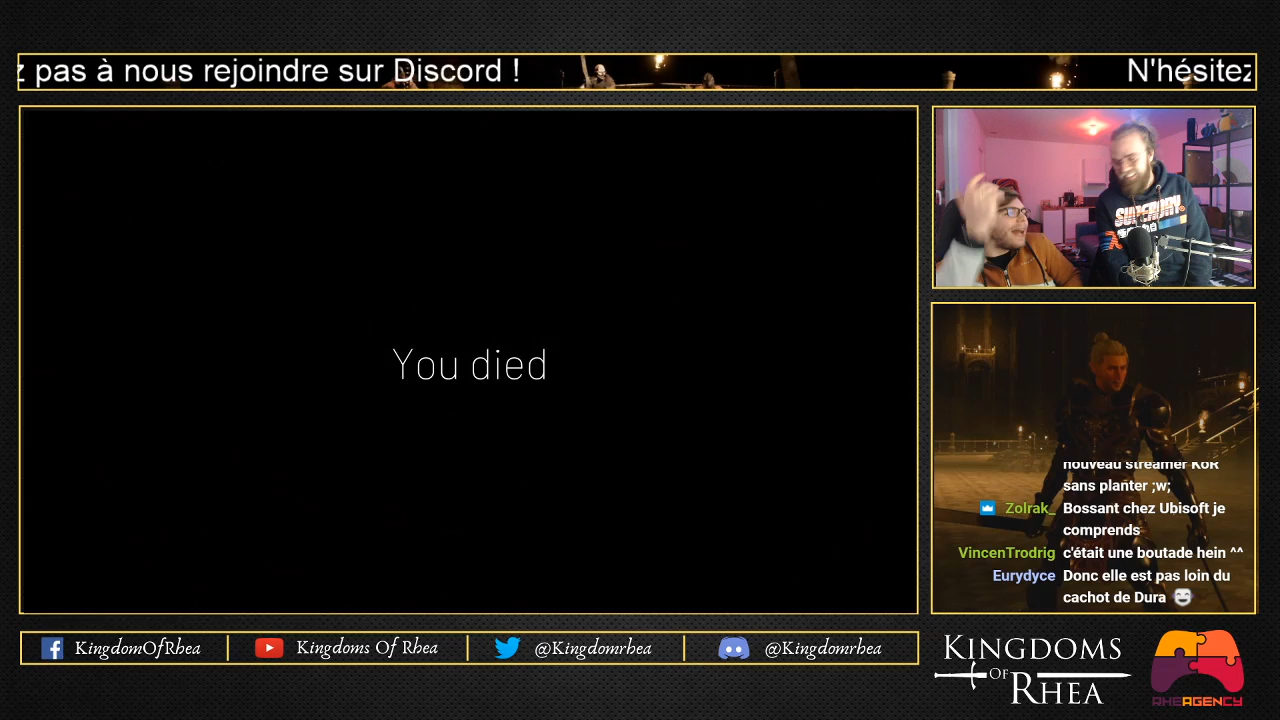 z pas à nous rejoindre sur Discord !
N'hésitez
You died
SUPERDRY.
nouveau streamer KoR
sans planter ;w;
Zolrak_ Bossant chez Ubisoft je
comprends
VincenTrodrig c'était une boutade hein ^^
Eurydyce Donc elle est pas loin du
cachot de Dura
KingdomOfRhea
Kingdoms Of Rhea
@Kingdomrhea
@Kingdomrhea
KINGDOMS
OF
RHEA
RHEAGENCY